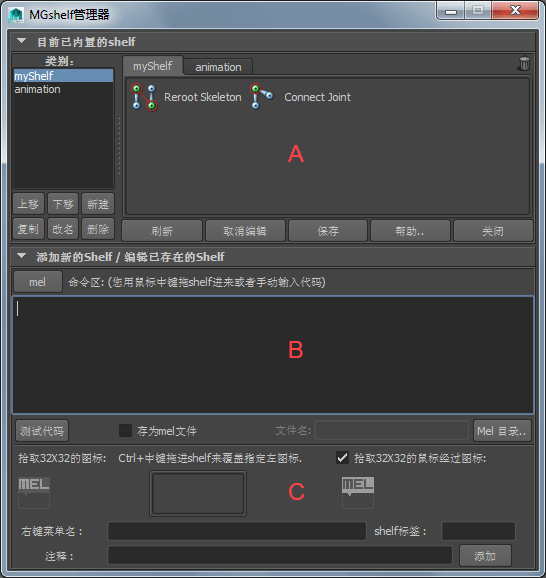 MGshelf管理器
目前已内置的shelf
类别:
myShelf
animation
myShelf animation
Reroot Skeleton Connect Joint
A
上移 下移 新建
复制 改名 删除
刷新 取消编辑 保存 帮助.. 关闭
添加新的Shelf / 编辑已存在的Shelf
mel 命令区: (您用鼠标中键拖shelf进来或者手动输入代码)
B
测试代码 存为mel文件 文件名: Mel 目录..
拾取32X32的图标: Ctrl+中键拖进shelf来覆盖指定左图标. 拾取32X32的鼠标经过图标:
MEL C MEL
右键菜单名: shelf标签:
注释: 添加